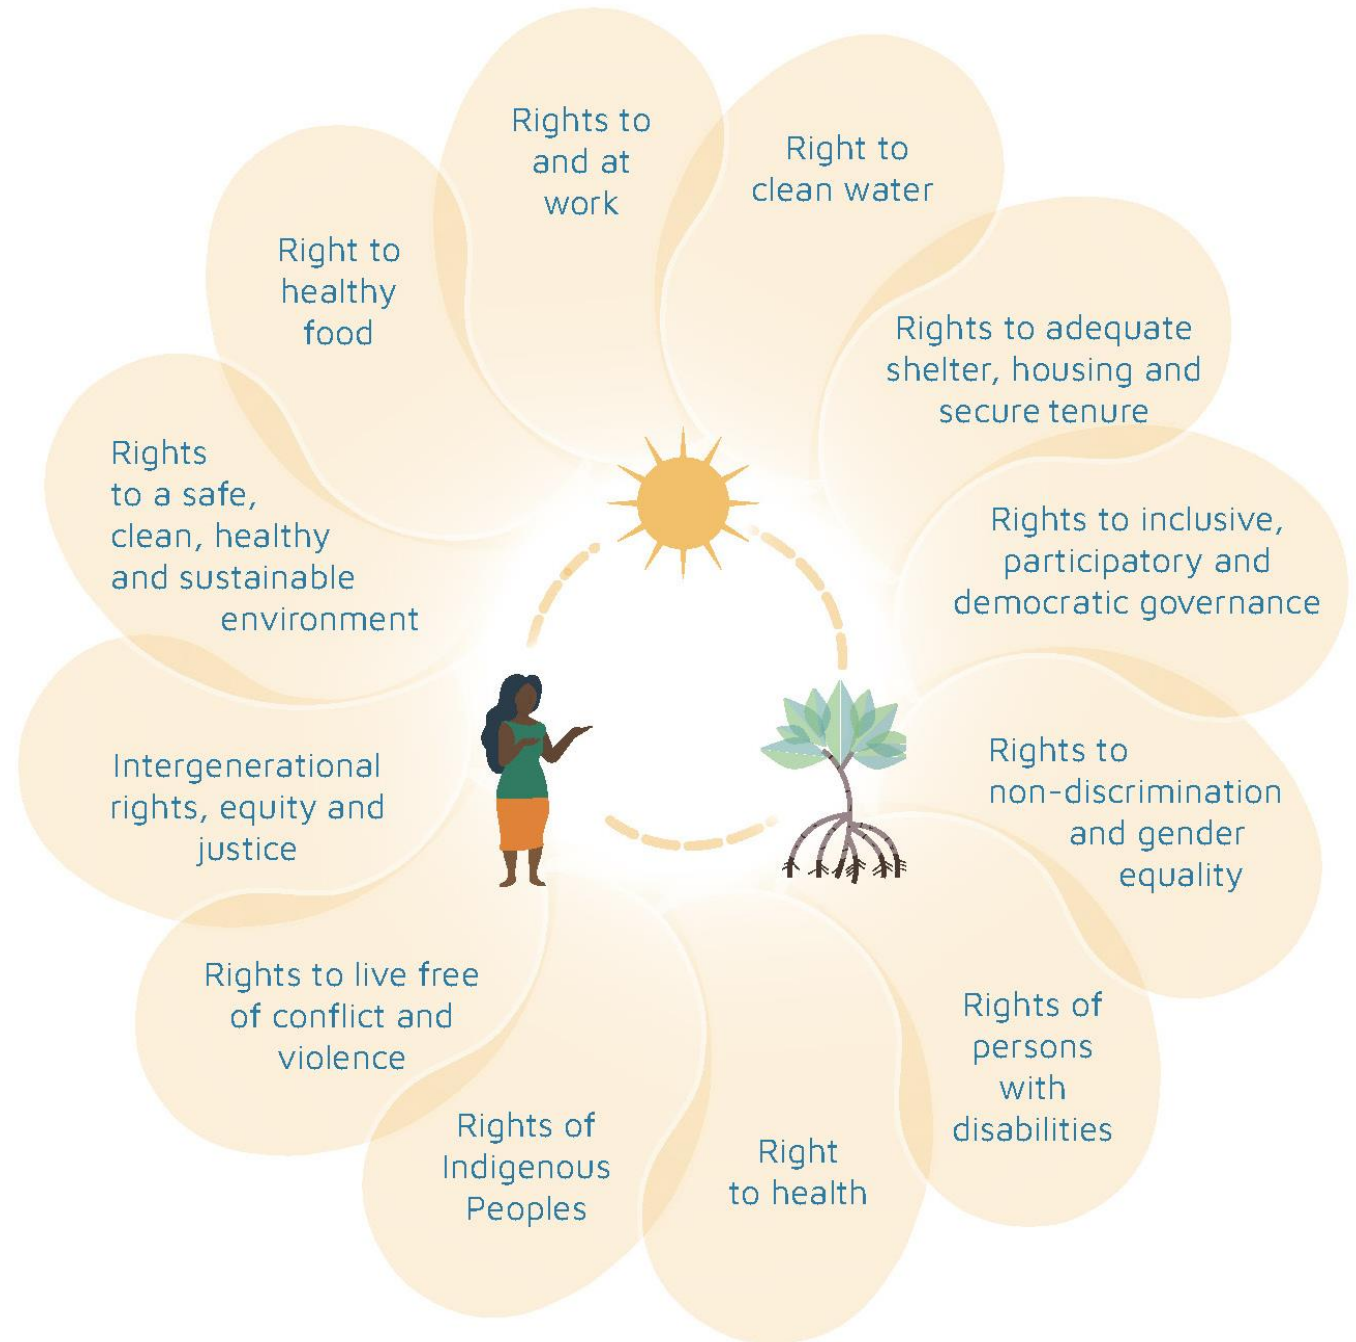 Rights to
and at
work
Right to
clean water
Rights to adequate
shelter, housing and
secure tenure
Rights to inclusive,
participatory and
democratic governance
Rights to
non-discrimination
and gender
equality
Rights of
persons
with
disabilities
Right
to health
Rights of
Indigenous
Peoples
Rights to live free
of conflict and
violence
Intergenerational
rights, equity and
justice
Rights
to a safe,
clean, healthy
and sustainable
environment
Right to
healthy
food